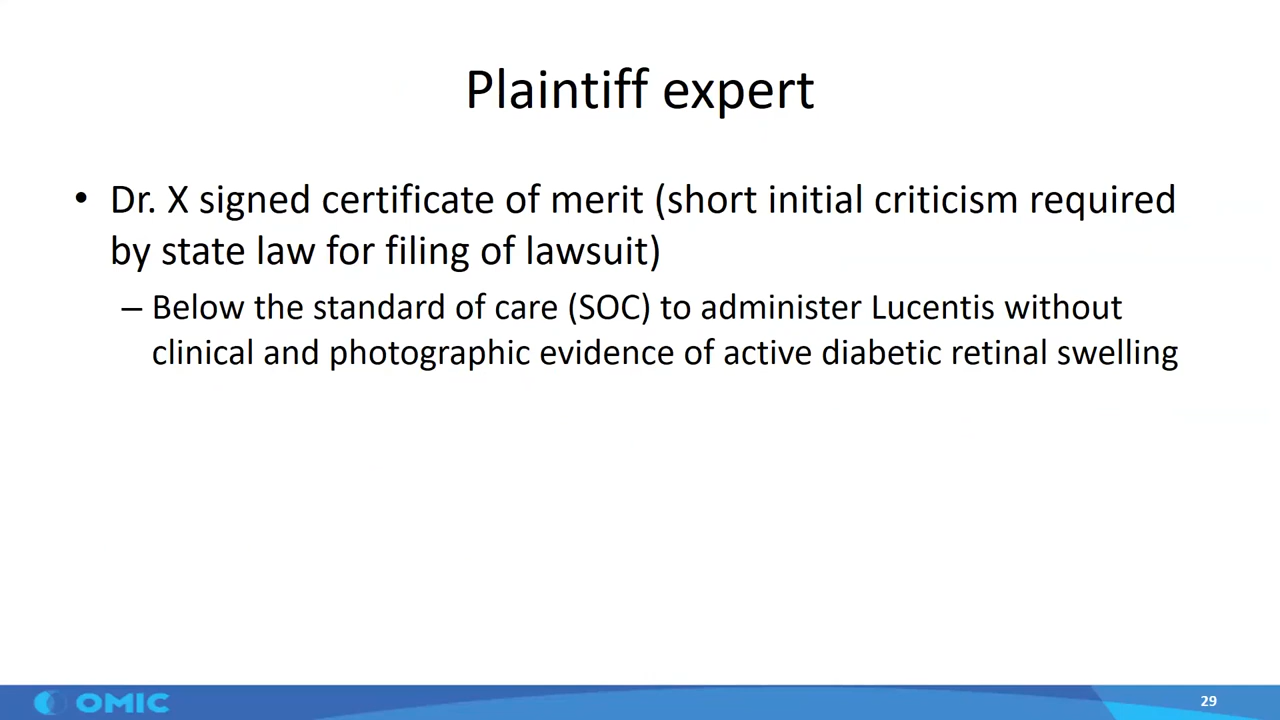 Plaintiff expert
• Dr. X signed certificate of merit (short initial criticism required
by state law for filing of lawsuit)
– Below the standard of care (SOC) to administer Lucentis without
clinical and photographic evidence of active diabetic retinal swelling
OMIC
29